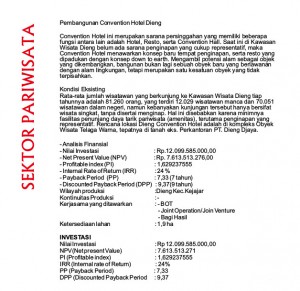 SEKTOR PARIWISATA
Pembangunan Convention Hotel Dieng
Convention Hotel ini merupakan sarana persinggahan yang memiliki beberapa
fungsi antara lain adalah Hotel, Resto, serta Convention Hall. Saat ini di Kawasan
Wisata Dieng belum ada sarana penginapan yang cukup representatif, maka
Convention Hotel menawarkan konsep baru tempat penginapan, serta resto yang
dipadukan dengan konsep down to earth. Mengambil potensi alam sebagai objek
yang dikembangkan, bangunan bukan lagi sebuah obyek baru yang berlawanan
dengan alam lingkungan, tetapi merupakan satu kesatuan obyek yang tidak
terpisahkan.
Kondisi Eksisting
Rata-rata jumlah wisatawan yang berkunjung ke Kawasan Wisata Dieng tiap
tahunnya adalah 81.260 orang, yang terdiri 12.029 wisatawan manca dan 70.051
wisatawan dalam negeri, namun kebanyakan kunjungan tersebut hanya bersifat
wisata singkat, tanpa disertai menginap. Hal ini disebabkan karena minimnya
fasilitas penunjang daya tarik pariwisata (amenitas), terutama penginapan yang
representatif. Rencana lokasi Dieng Convention Hotel adalah di kompleks Obyek
Wisata Telaga Warna, tepatnya di tanah eks. Perkantoran PT. Dieng Djaya.
- Analisis Finansial
- Nilai Investasi : Rp.12.099.585.000,00
- Net Present Value (NPV) : Rp. 7.613.513.276,00
- Profitable index (PI) : 1,629237555
- Internal Rate of Return (IRR) : 24%
- Payback Period (PP) : 7,33 (7 tahun)
- Discounted Payback Period (DPP) : 9,37(9 tahun)
Wilayah produksi : Dieng Kec.Kejajar
Kontinuitas Produksi : -
Kerjasama yang ditawarkan : - BOT
- Joint Operation/Join Venture
- Bagi Hasil
Ketersediaan lahan : 1,9 ha
INVESTASI
Nilai Investasi : Rp 12.099.585.000,00
NPV (Net present Value) : 7.613.513.271
PI (Profitable Index) : 1,629237555
IRR (Internal rate of Return) : 24%
PP (Payback Period) : 7,33
DPP (Discounted Payback Period) : 9,37